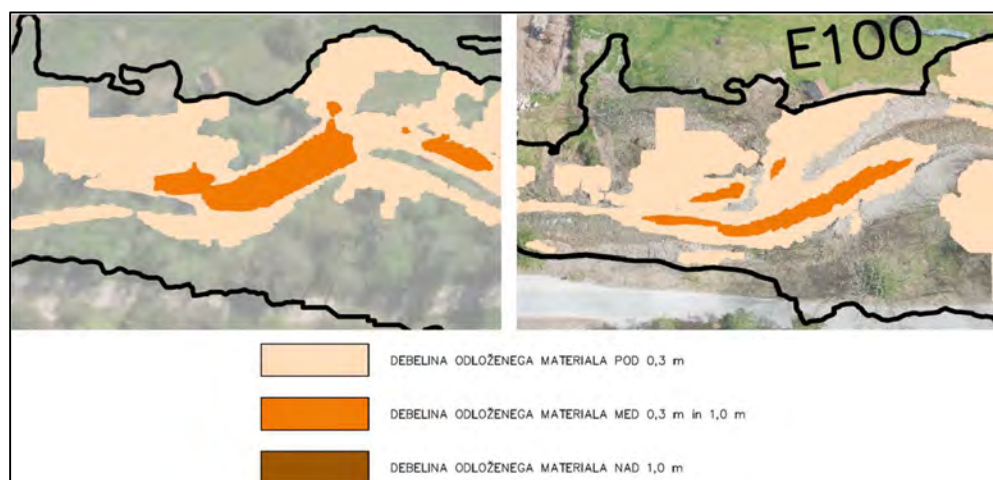 E100
DEBELINA ODLOŽENEGA MATERIALA POD 0,3 m
DEBELINA ODLOŽENEGA MATERIALA MED 0,3 m in 1,0 m
DEBELINA ODLOŽENEGA MATERIALA NAD 1,0 m